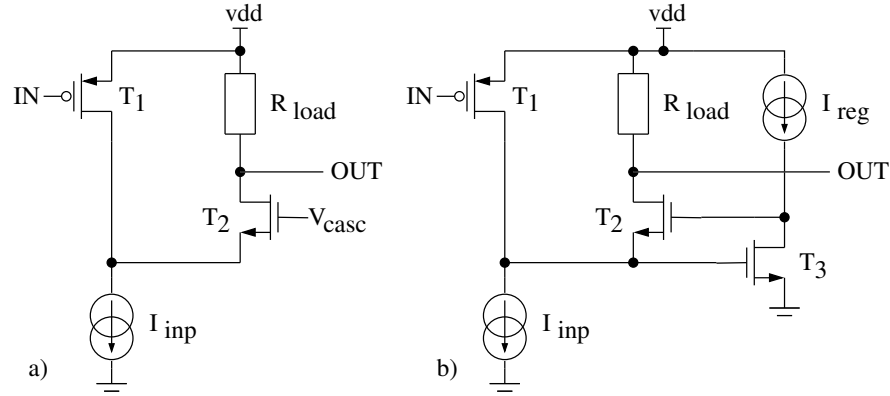 vdd
IN
T1
R load
OUT
T2
Vcasc
I inp
a)
vdd
IN
T1
R load
I reg
OUT
T2
T3
I inp
b)